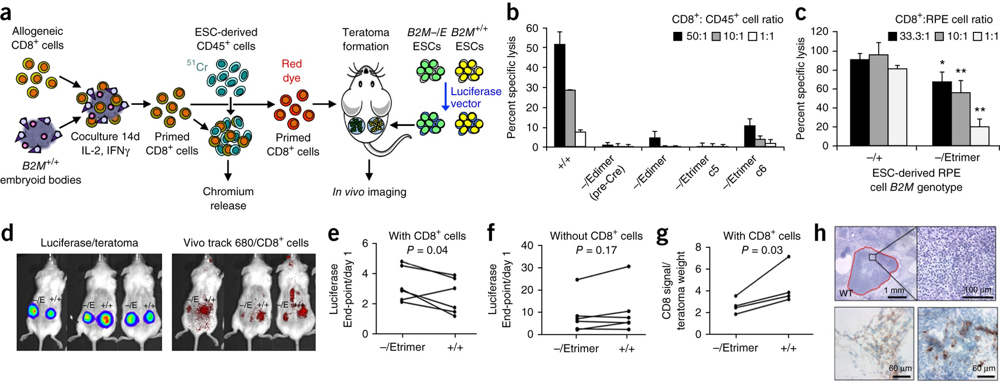 a
Allogeneic
CD8+ cells
B2M+/+
embryoid bodies
Coculture 14d
IL-2, IFNγ
Primed
CD8+ cells
ESC-derived
CD45+ cells
51Cr
Chromium
release
Red
dye
Primed
CD8+ cells
Teratoma
formation
In vivo imaging
B2M–/E B2M+/+
ESCs ESCs
Luciferase
vector
b
CD8+: CD45+ cell ratio
50:1 10:1 1:1
Percent specific lysis
60
50
40
30
20
10
0
+/+
–/Edimer
(pre-Cre)
–/Edimer
–/Etrimer
c5
–/Etrimer
c6
c
CD8+:RPE cell ratio
33.3:1 10:1 1:1
Percent specific lysis
120
100
80
60
40
20
0
*
**
**
–/+
–/Etrimer
ESC-derived RPE
cell B2M genotype
d
Luciferase/teratoma
–/E +/+
–/E +/+
–/E +/+
Vivo track 680/CD8+ cells
–/E +/+
–/E +/+
–/E +/+
e
With CD8+ cells
P = 0.04
Luciferase
End-point/day 1
6
4
2
0
–/Etrimer +/+
f
Without CD8+ cells
P = 0.17
Luciferase
End-point/day 1
40
30
20
10
0
–/Etrimer +/+
g
With CD8+ cells
P = 0.03
CD8 signal/
teratoma weight
8
6
4
2
0
–/Etrimer +/+
h
WT
1 mm
100 µm
60 µm
60 µm